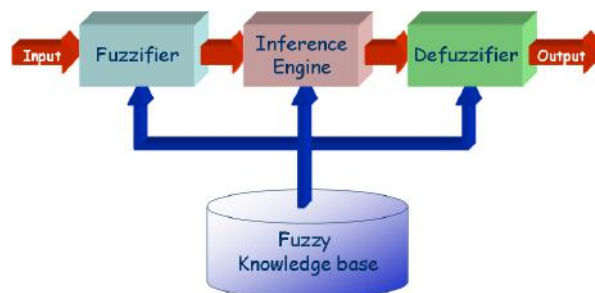 Input
Fuzzifier
Inference
Engine
Defuzzifier
Output
Fuzzy
Knowledge base